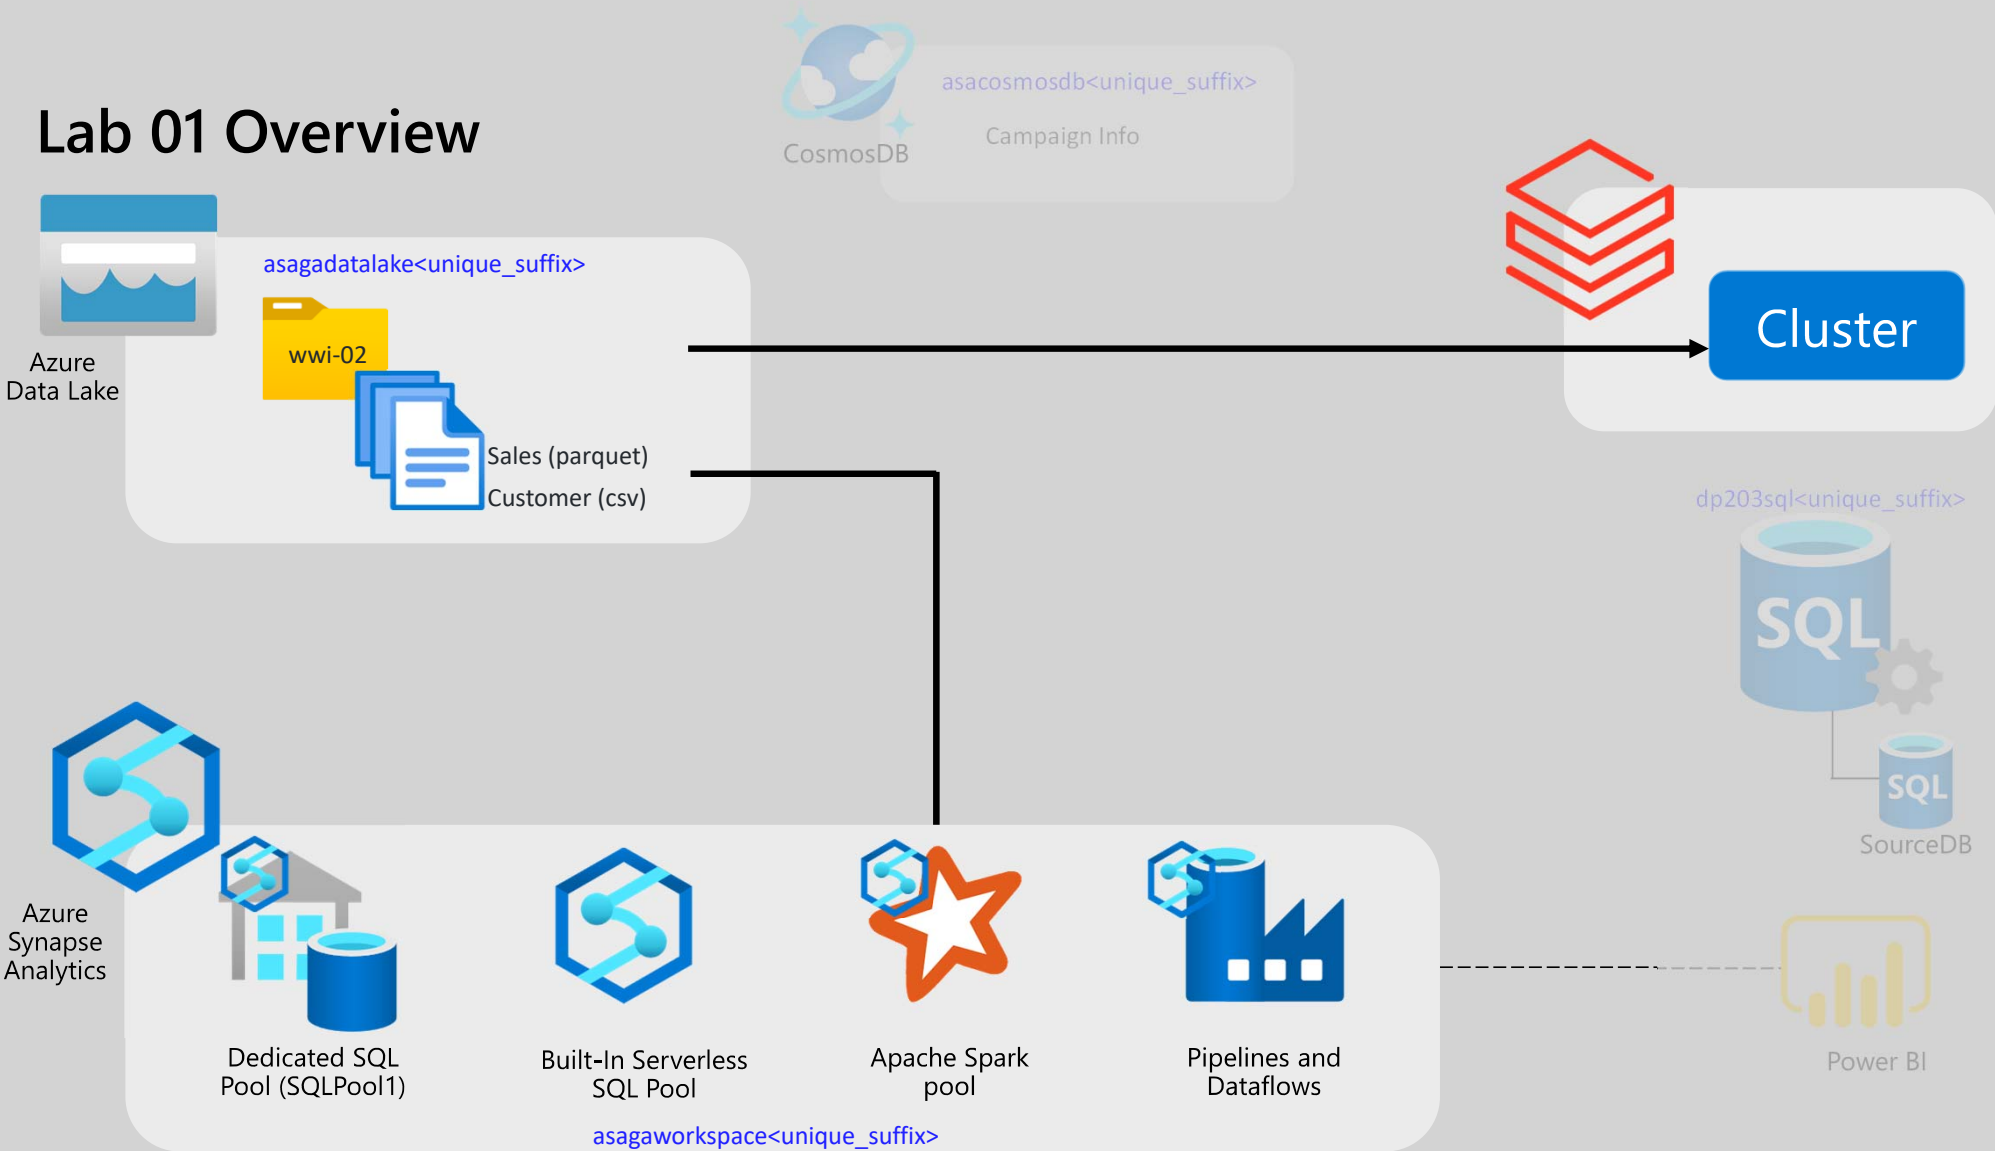 Lab 01 Overview
CosmosDB
asacosmosdb<unique_suffix>
Campaign Info
Azure
Data Lake
asagadatalake<unique_suffix>
wwi-02
Sales (parquet)
Customer (csv)
Cluster
dp203sql<unique_suffix>
SQL
SQL
SourceDB
Azure
Synapse
Analytics
Dedicated SQL
Pool (SQLPool1)
Built-In Serverless
SQL Pool
Apache Spark
pool
Pipelines and
Dataflows
asagaworkspace<unique_suffix>
Power BI